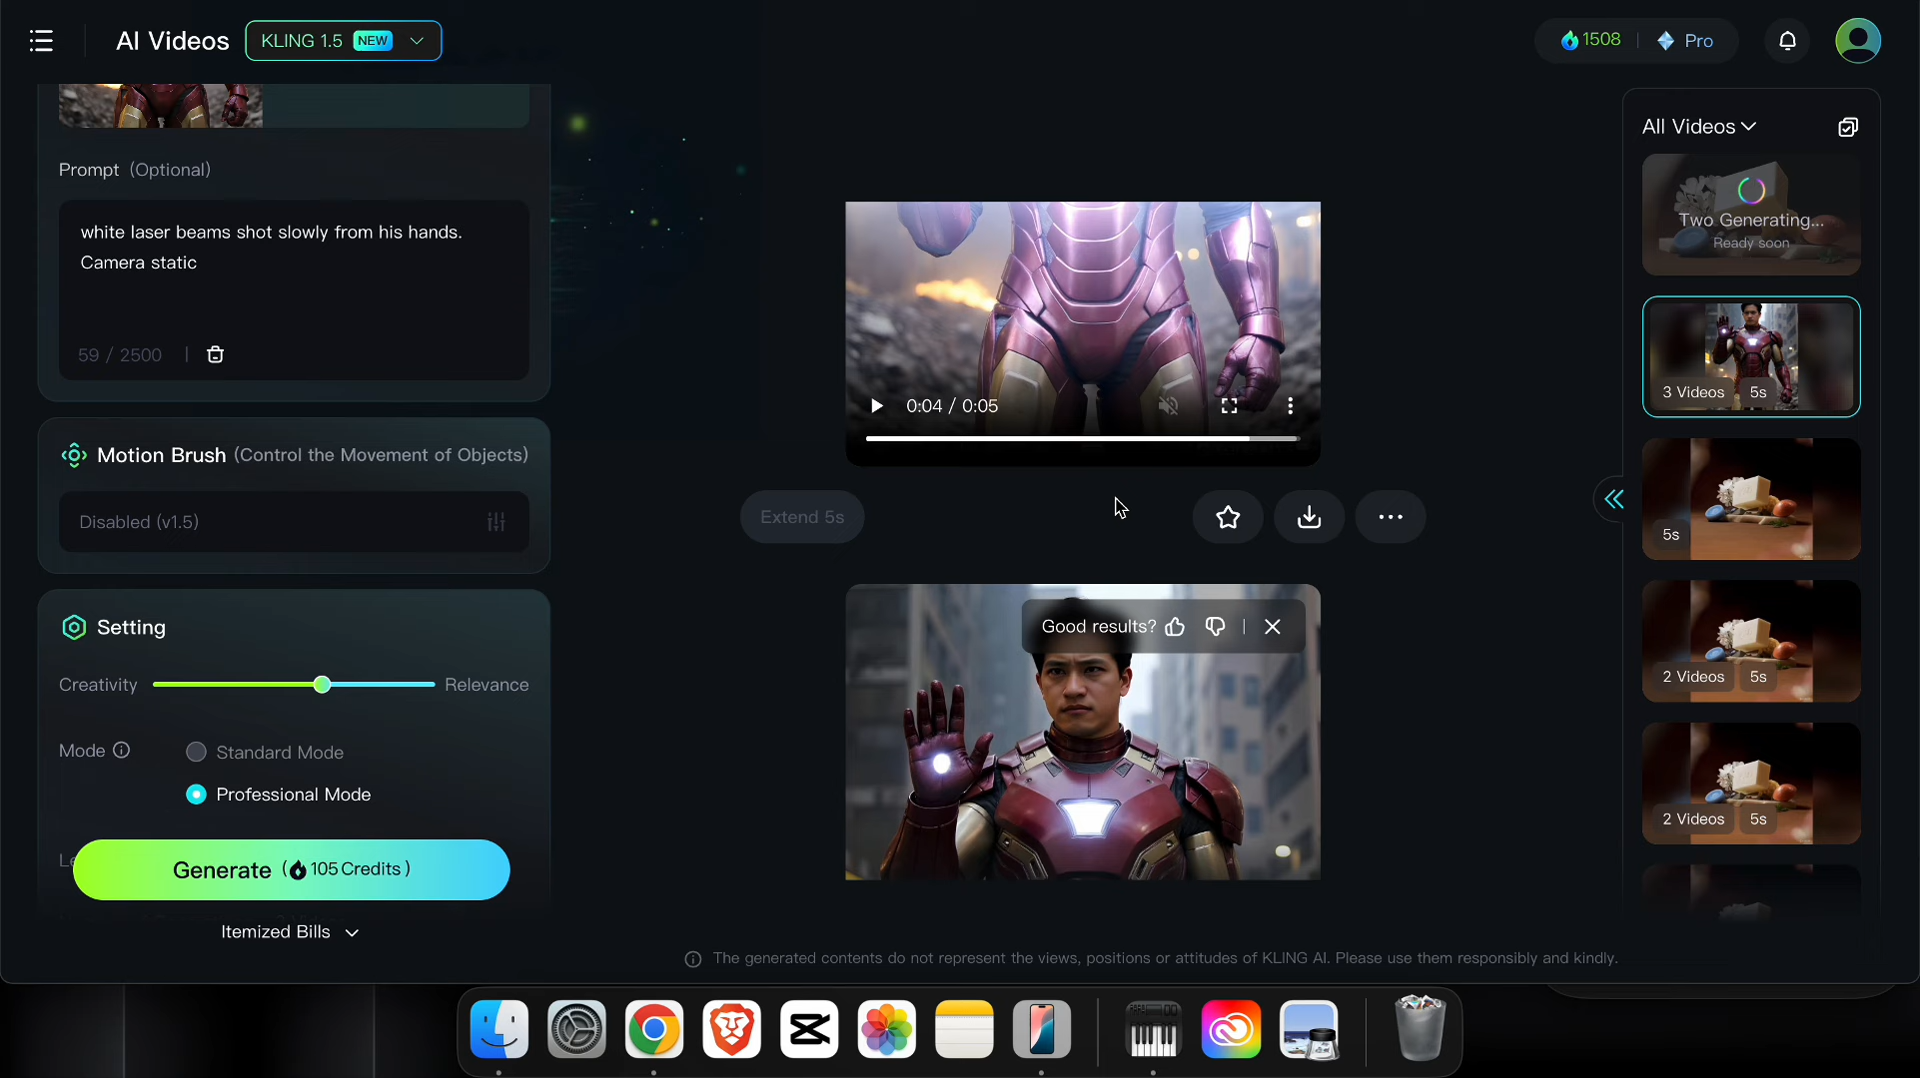 AI Videos
KLING 1.5 NEW
1508
Pro
Prompt (Optional)
white laser beams shot slowly from his hands.
Camera static
59 / 2500
Motion Brush (Control the Movement of Objects)
Disabled (v1.5)
Setting
Creativity
Relevance
Mode
Standard Mode
Professional Mode
Generate ( 105 Credits )
Itemized Bills
0:04 / 0:05
Extend 5s
Good results?
The generated contents do not represent the views, positions or attitudes of KLING AI. Please use them responsibly and kindly.
All Videos
Two Generating...
Ready soon
3 Videos 5s
5s
2 Videos 5s
2 Videos 5s